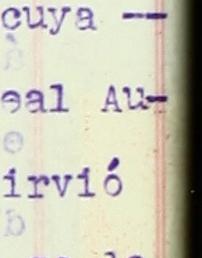 cuya --
eal Au-
irvió